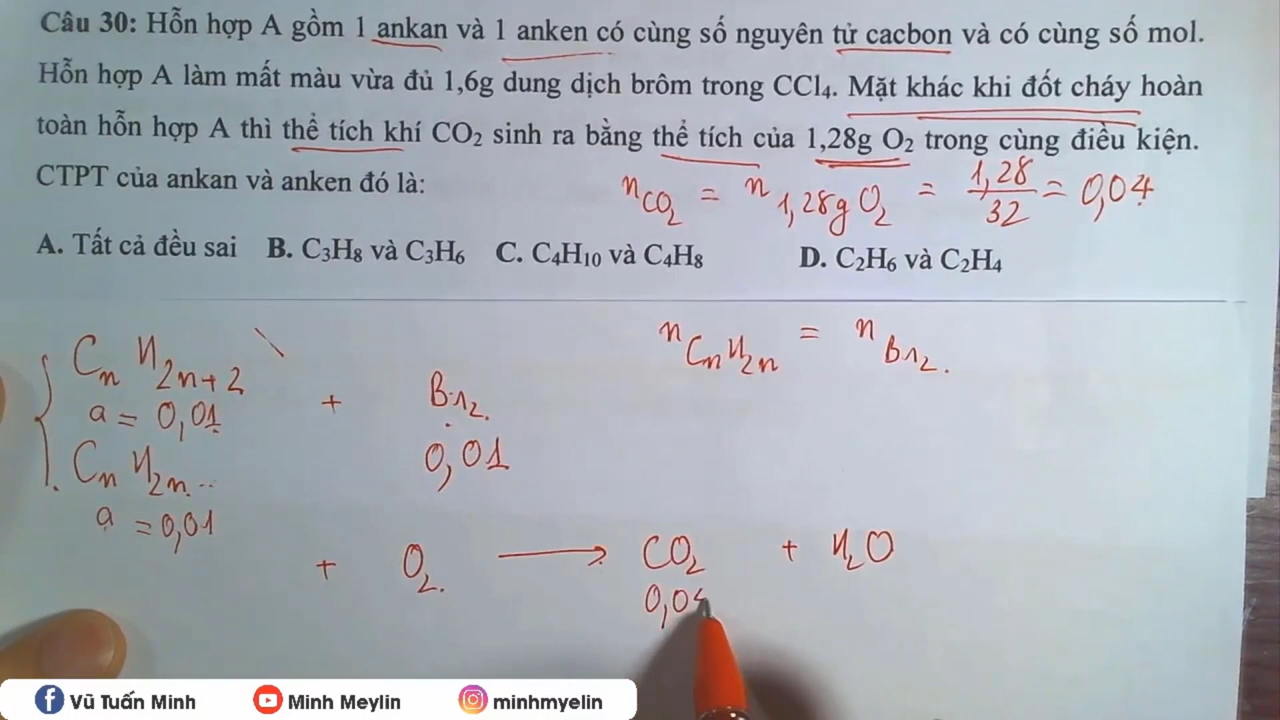 Câu 30: Hỗn hợp A gồm 1 ankan và 1 anken có cùng số nguyên tử cacbon và có cùng số mol.
Hỗn hợp A làm mất màu vừa đủ 1,6g dung dịch brôm trong CCl₄. Mặt khác khi đốt cháy hoàn
toàn hỗn hợp A thì thể tích khí CO₂ sinh ra bằng thể tích của 1,28g O₂ trong cùng điều kiện.
CTPT của ankan và anken đó là:
n CO₂ = n 1,28g O₂ = 1,28/32 = 0,04
A. Tất cả đều sai B. C₃H₈ và C₃H₆ C. C₄H₁₀ và C₄H₈ D. C₂H₆ và C₂H₄
n CnH2n = n Br₂.
CnH2n+2 + Br₂.
a = 0,01 0,01
CnH2n..
a = 0,01
+ O₂. → CO₂ + H₂O
0,04
Vũ Tuấn Minh Minh Meylin minhmyelin